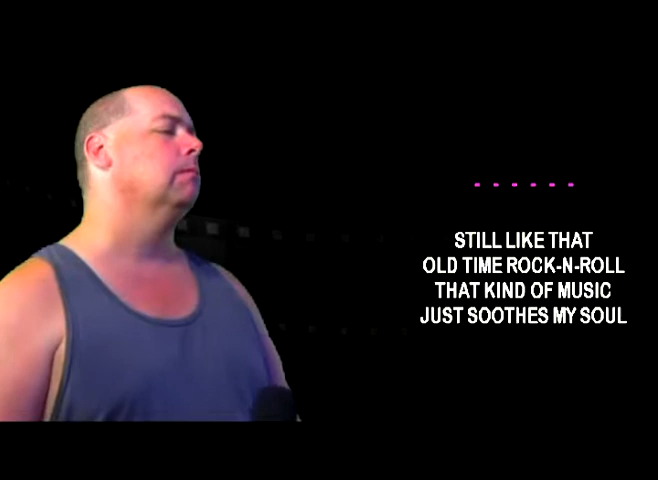 STILL LIKE THAT
OLD TIME ROCK-N-ROLL
THAT KIND OF MUSIC
JUST SOOTHES MY SOUL